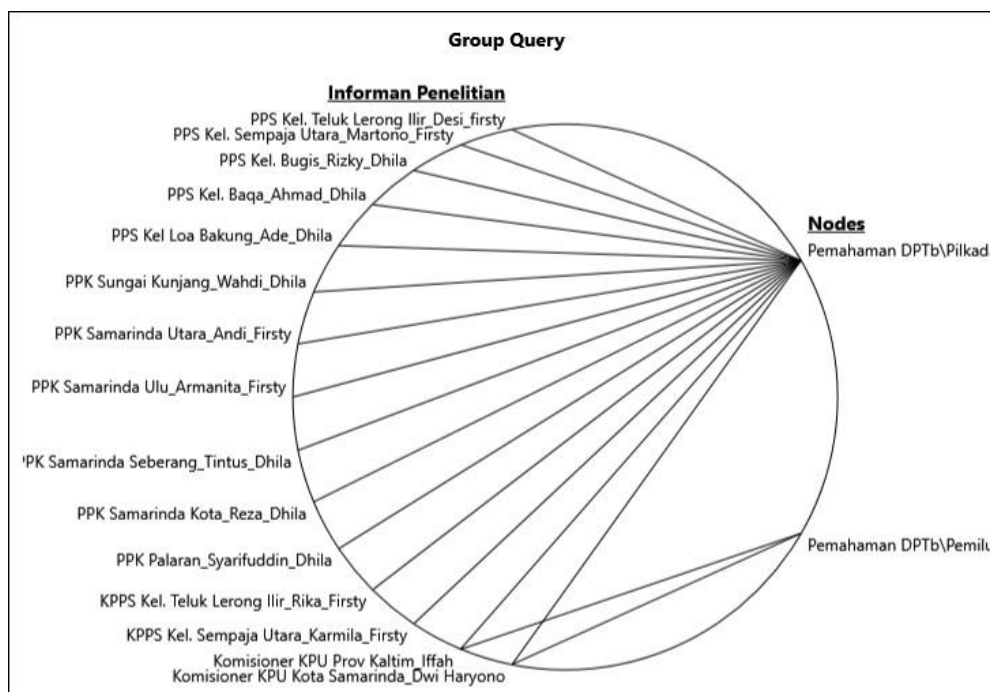 Group Query
Informan Penelitian
PPS Kel. Teluk Lerong Ilir_Desi_firsty
PPS Kel. Sempaja Utara_Martono_Firsty
PPS Kel. Bugis_Rizky_Dhila
PPS Kel. Baqa_Ahmad_Dhila
PPS Kel Loa Bakung_Ade_Dhila
PPK Sungai Kunjang_Wahdi_Dhila
PPK Samarinda Utara_Andi_Firsty
PPK Samarinda Ulu_Armanita_Firsty
PPK Samarinda Seberang_Tintus_Dhila
PPK Samarinda Kota_Reza_Dhila
PPK Palaran_Syarifuddin_Dhila
KPPS Kel. Teluk Lerong Ilir_Rika_Firsty
KPPS Kel. Sempaja Utara_Karmila_Firsty
Komisioner KPU Prov Kaltim_Iffah
Komisioner KPU Kota Samarinda_Dwi Haryono
Nodes
Pemahaman DPTb\Pilkada
Pemahaman DPTb\Pemilu